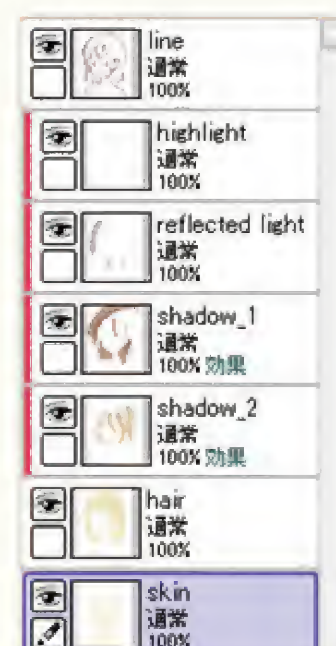 line
通常
100%
highlight
通常
100%
reflected light
通常
100%
shadow_1
通常
100% 効果
shadow_2
通常
100% 効果
hair
通常
100%
skin
通常
100%